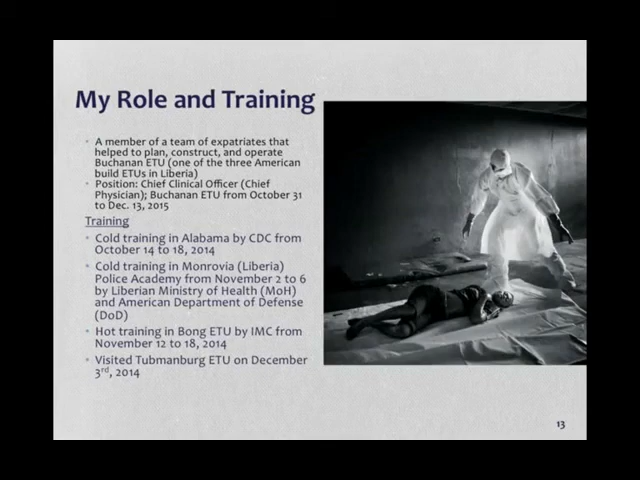 My Role and Training
• A member of a team of expatriates that
helped to plan, construct, and operate
Buchanan ETU (one of the three American
build ETUs in Liberia)
• Position: Chief Clinical Officer (Chief
Physician); Buchanan ETU from October 31
to Dec. 13, 2015
Training
• Cold training in Alabama by CDC from
October 14 to 18, 2014
• Cold training in Monrovia (Liberia)
Police Academy from November 2 to 6
by Liberian Ministry of Health (MoH)
and American Department of Defense
(DoD)
• Hot training in Bong ETU by IMC from
November 12 to 18, 2014
• Visited Tubmanburg ETU on December
3rd, 2014
13